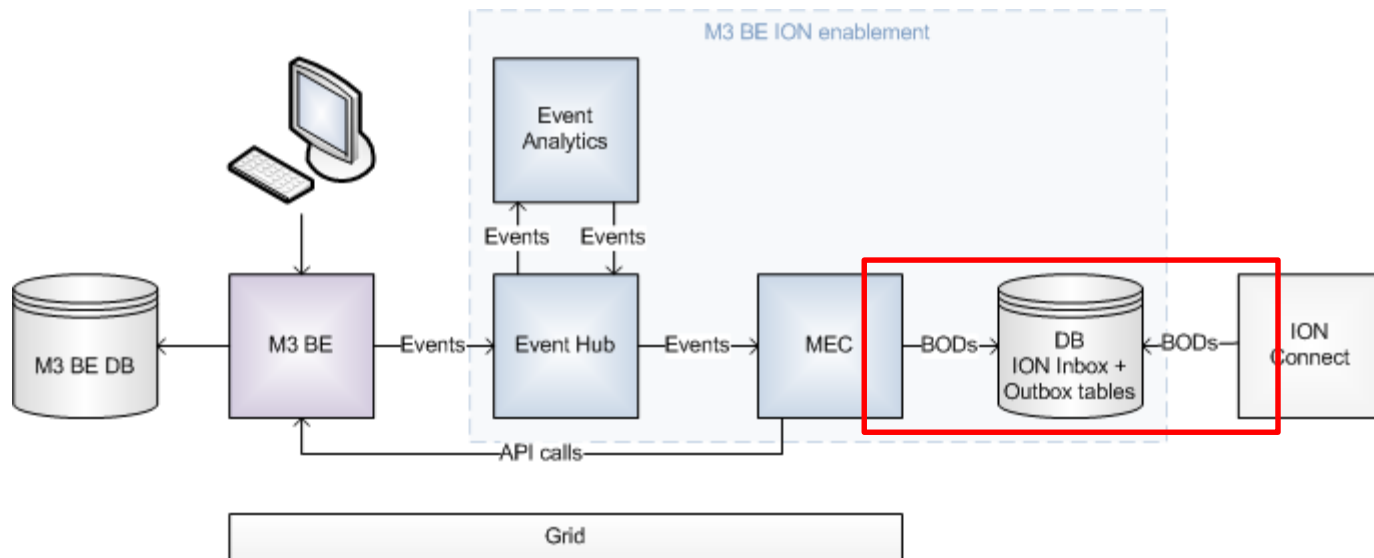 M3 BE ION enablement
Event
Analytics
Events
Events
M3 BE DB
M3 BE
Events
Event Hub
Events
MEC
BODs
DB
ION Inbox +
Outbox tables
BODs
ION
Connect
API calls
Grid